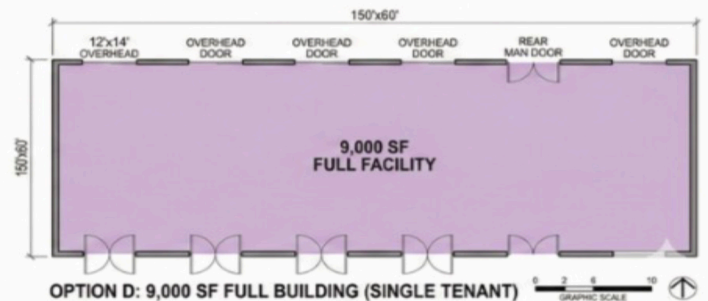 150'x60'
12'x14'
OVERHEAD
OVERHEAD
DOOR
OVERHEAD
DOOR
OVERHEAD
DOOR
REAR
MAN DOOR
OVERHEAD
DOOR
150'x60'
9,000 SF
FULL FACILITY
OPTION D: 9,000 SF FULL BUILDING (SINGLE TENANT)
0 2 6 10
GRAPHIC SCALE